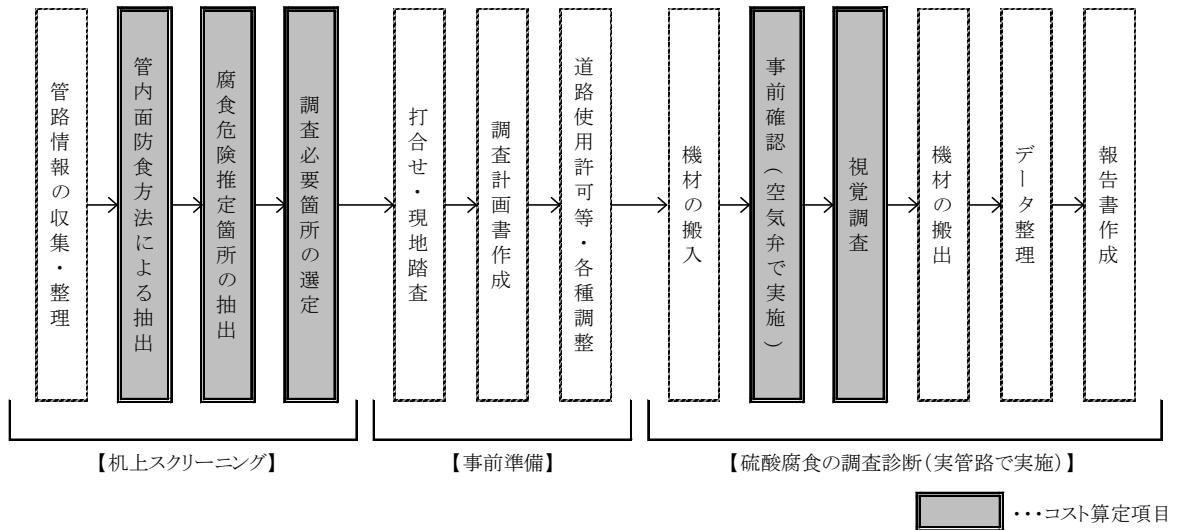 管路情報の収集・整理
管内面防食方法による抽出
腐食危険推定箇所の抽出
調査必要箇所の選定
打合せ・現地踏査
調査計画書作成
道路使用許可等・各種調整
機材の搬入
事前確認(空気弁で実施)
視覚調査
機材の搬出
データ整理
報告書作成
【机上スクリーニング】
【事前準備】
【硫酸腐食の調査診断(実管路で実施)】
・・・コスト算定項目